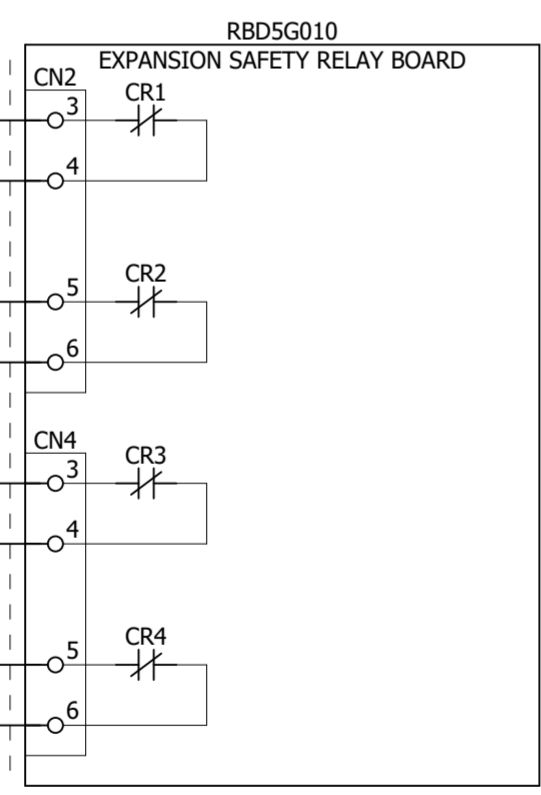 RBD5G010
EXPANSION SAFETY RELAY BOARD
CN2
CR1
3
4
CR2
5
6
CN4
CR3
3
4
CR4
5
6